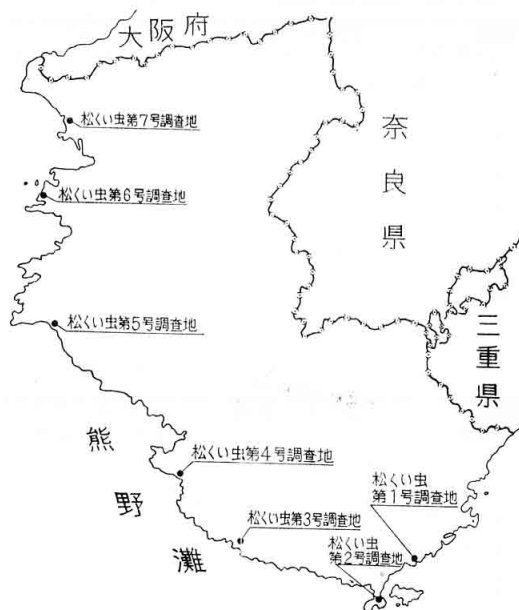 大阪府
松くい虫第7号調査地
奈良県
松くい虫第6号調査地
三重県
松くい虫第5号調査地
熊野灘
松くい虫第4号調査地
松くい虫
第1号調査地
松くい虫第3号調査地
松くい虫
第2号調査地